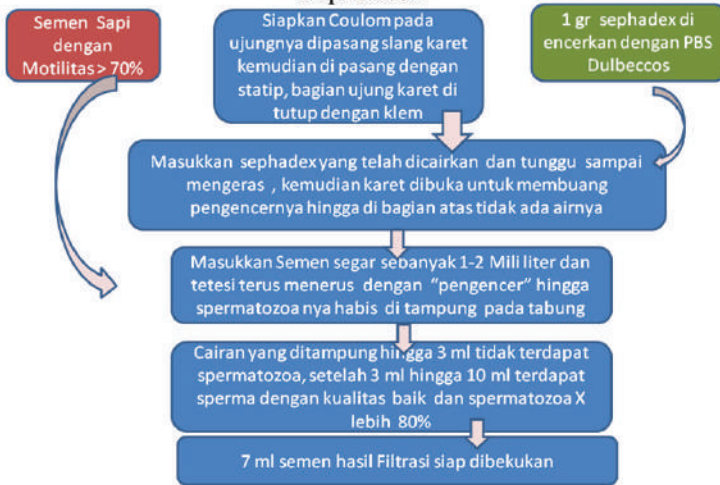 Semen Sapi
dengan
Motilitas> 70%
Siapkan Coulom pada
ujungnya dipasang slang karet
kemudian di pasang dengan
statip, bagian ujung karet di
tutup dengan klem
1 gr sephadex di
encerkan dengan PBS
Dulbeccos
Masukkan sephadex yang telah dicairkan dan tunggu sampai
mengeras , kemudian karet dibuka untuk membuang
pengencernya hingga di bagian atas tidak ada airnya
Masukkan Semen segar sebanyak 1-2 Mili liter dan
tetesi terus menerus dengan "pengencer" hingga
spermatozoa nya habis di tampung pada tabung
Cairan yang ditampung hingga 3 ml tidak terdapat
spermatozoa, setelah 3 ml hingga 10 ml terdapat
sperma dengan kualitas baik dan spermatozoa X
lebih 80%
7 ml semen hasil Filtrasi siap dibekukan